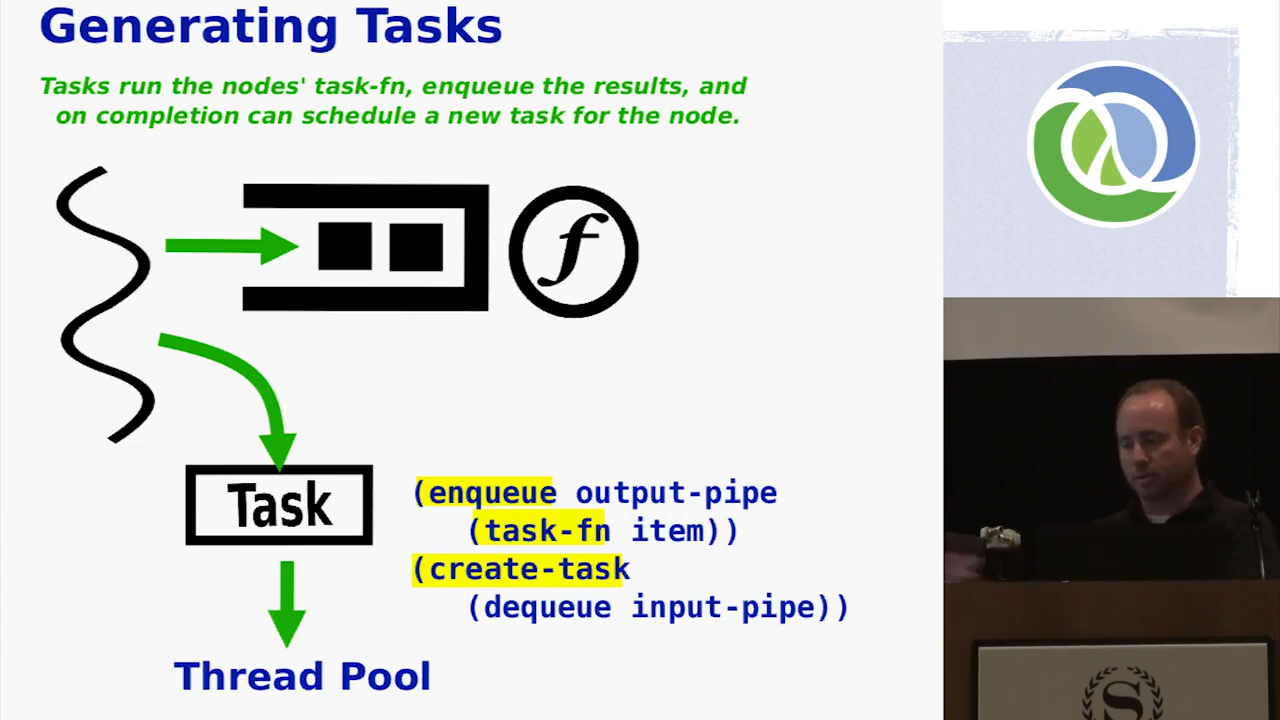 Generating Tasks
Tasks run the nodes' task-fn, enqueue the results, and
on completion can schedule a new task for the node.
f
Task
(enqueue output-pipe
(task-fn item))
(create-task
(dequeue input-pipe))
Thread Pool
S